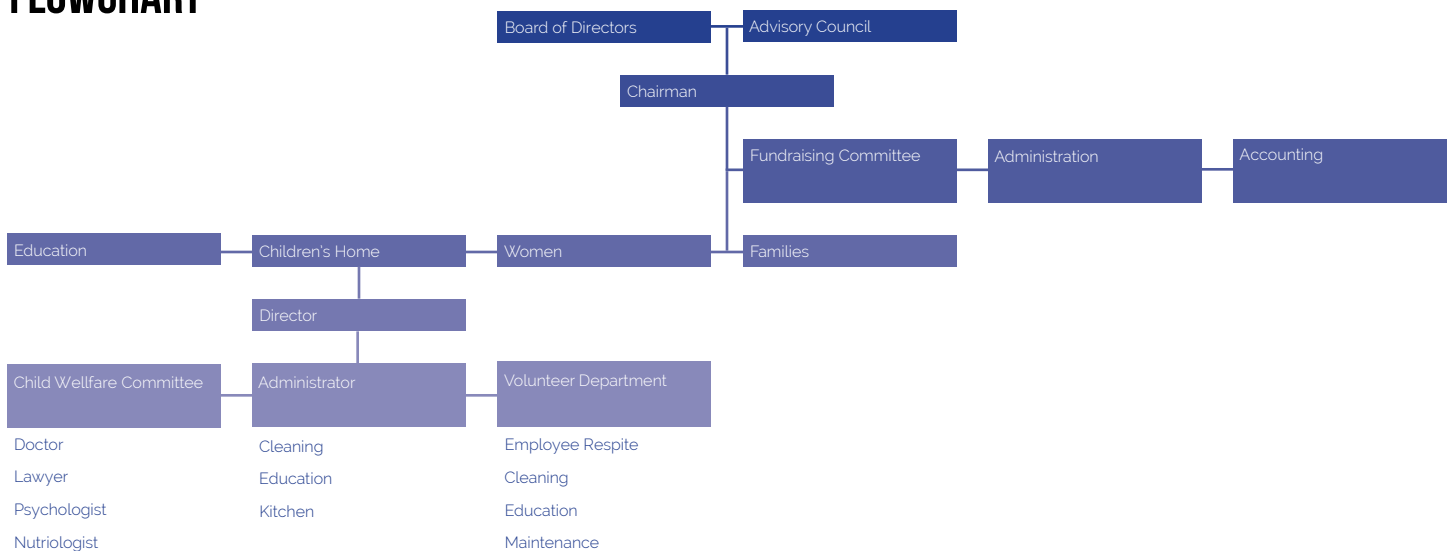 FLOWCHART
Board of Directors
Advisory Council
Chairman
Fundraising Committee
Administration
Accounting
Education
Children's Home
Women
Families
Director
Child Wellfare Committee
Administrator
Volunteer Department
Doctor
Lawyer
Psychologist
Nutriologist
Cleaning
Education
Kitchen
Employee Respite
Cleaning
Education
Maintenance